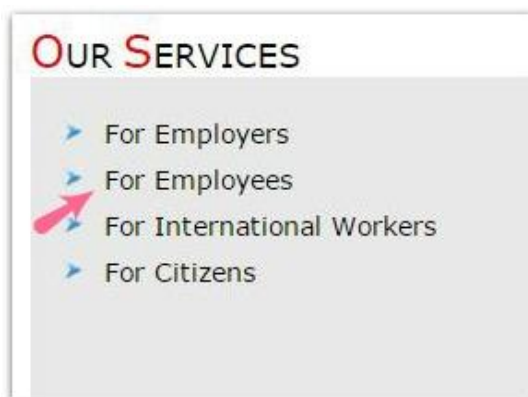 OUR SERVICES
For Employers
For Employees
For International Workers
For Citizens